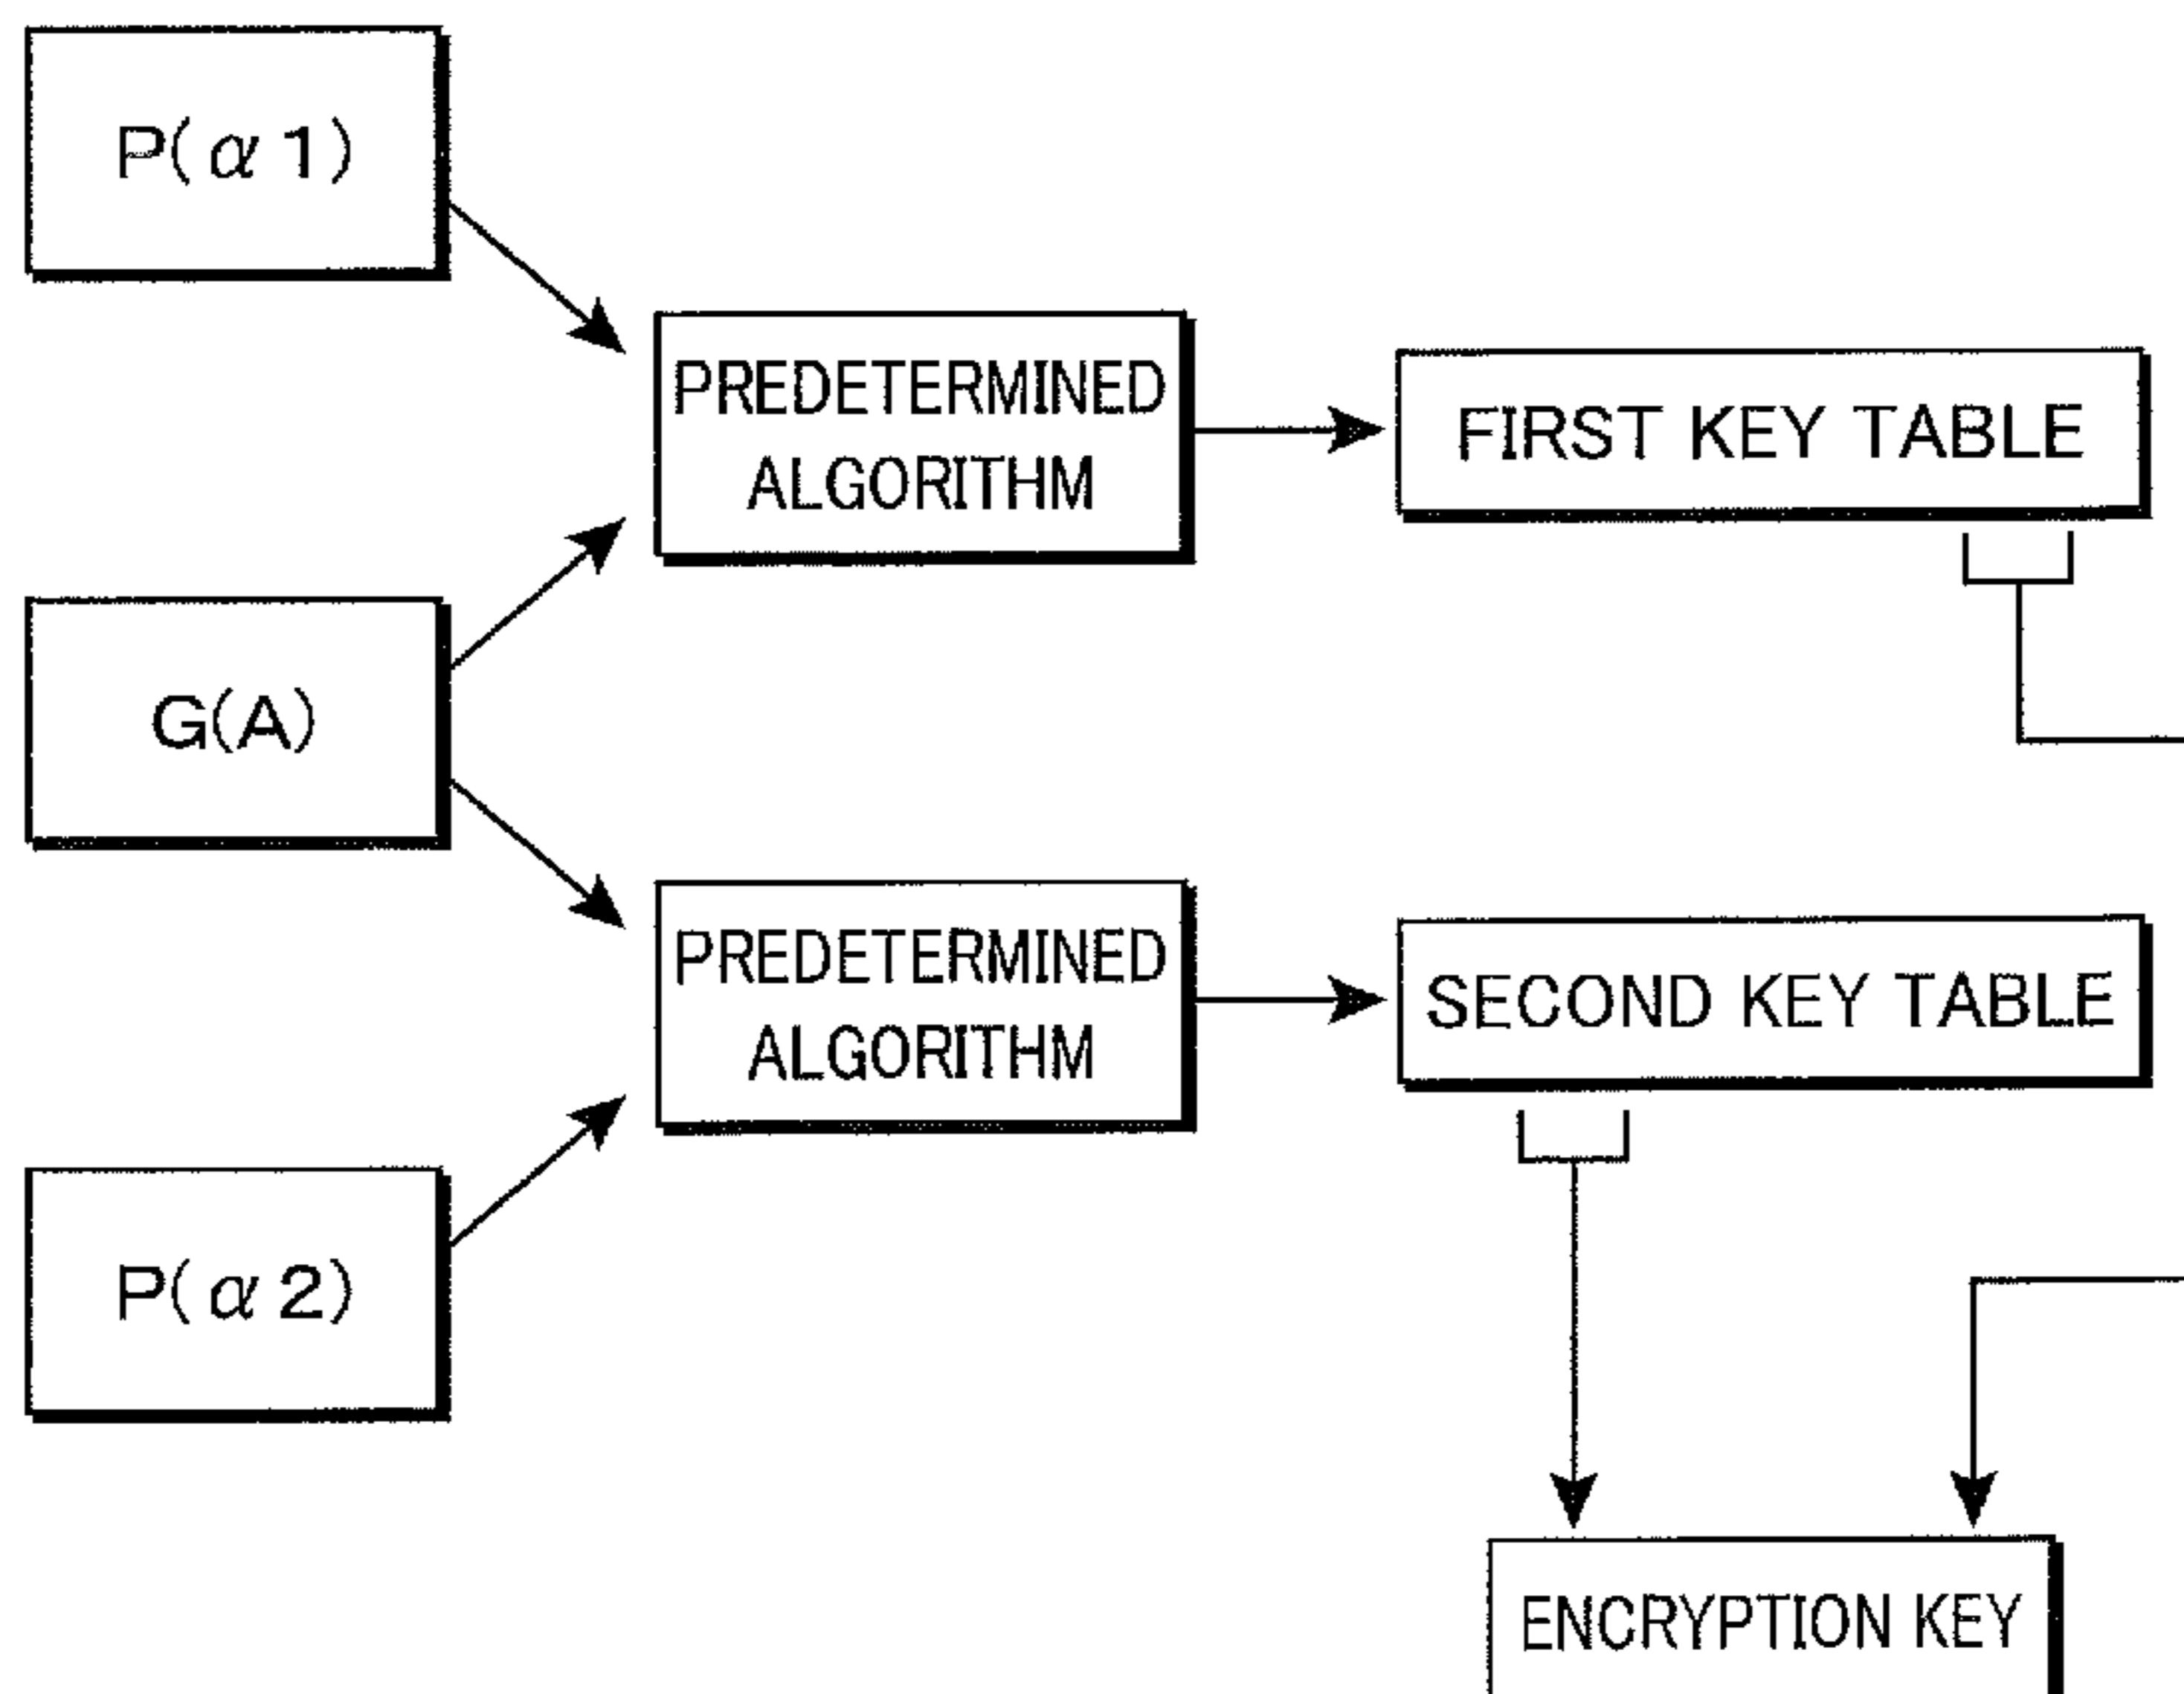 P(α1)
PREDETERMINED
ALGORITHM
FIRST KEY TABLE
G(A)
PREDETERMINED
ALGORITHM
SECOND KEY TABLE
P(α2)
ENCRYPTION KEY